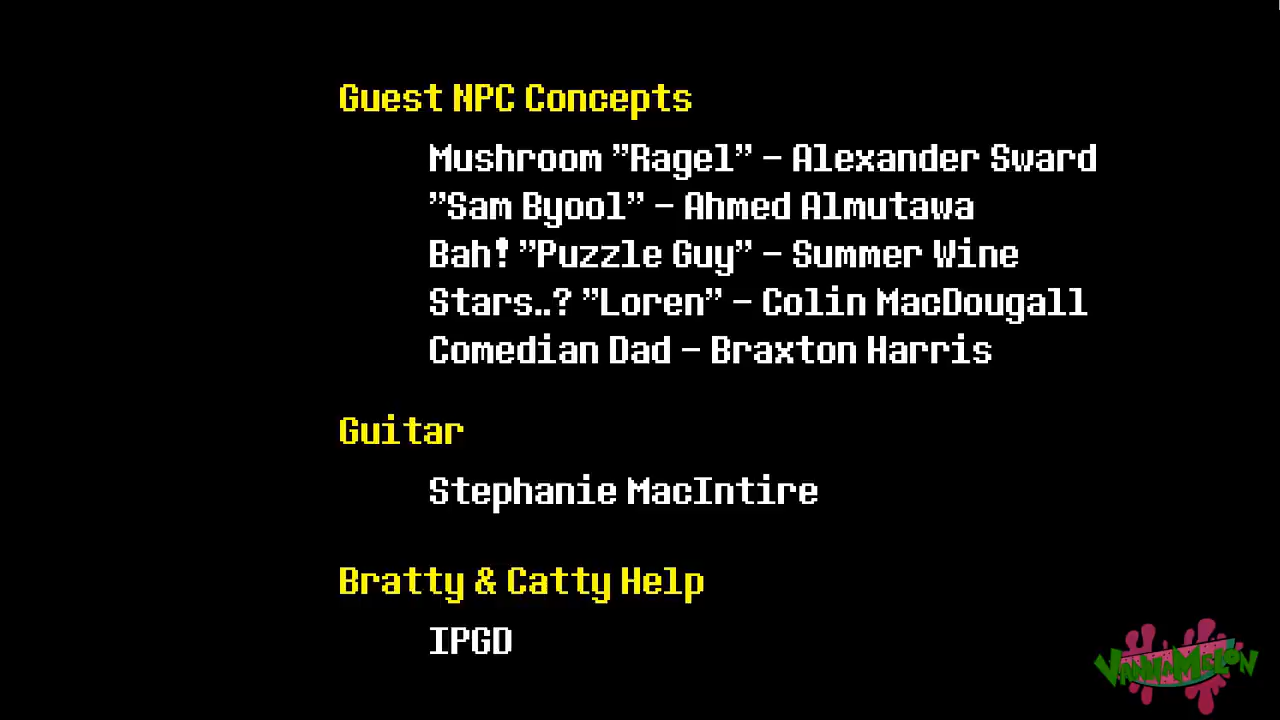 Guest NPC Concepts
Mushroom ”Ragel” – Alexander Sward
”Sam Byool” – Ahmed Almutawa
Bah! ”Puzzle Guy” – Summer Wine
Stars..? ”Loren” – Colin MacDougall
Comedian Dad – Braxton Harris
Guitar
Stephanie MacIntire
Bratty & Catty Help
IPGD
VannaMelon